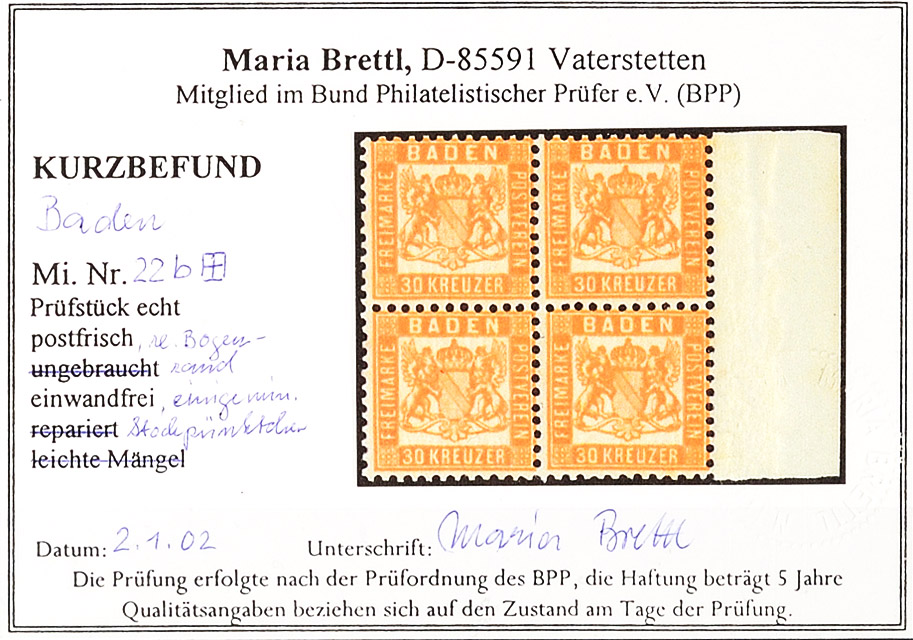 Maria Brettl, D-85591 Vaterstetten
Mitglied im Bund Philatelistischer Prüfer e.V. (BPP)
KURZBEFUND
Baden
Mi. Nr. 22 b
Prüfstück echt
postfrisch, re. Bogen-
ungebraucht rand
einwandfrei, einige min.
repariert Stockpünktchen
leichte Mängel
BADEN
FREIMARKE
POSTVEREIN
30 KREUZER
BADEN
FREIMARKE
POSTVEREIN
30 KREUZER
BADEN
FREIMARKE
POSTVEREIN
30 KREUZER
BADEN
FREIMARKE
POSTVEREIN
30 KREUZER
Datum: 2.1.02 Unterschrift: Maria Brettl
Die Prüfung erfolgte nach der Prüfordnung des BPP, die Haftung beträgt 5 Jahre
Qualitätsangaben beziehen sich auf den Zustand am Tage der Prüfung.